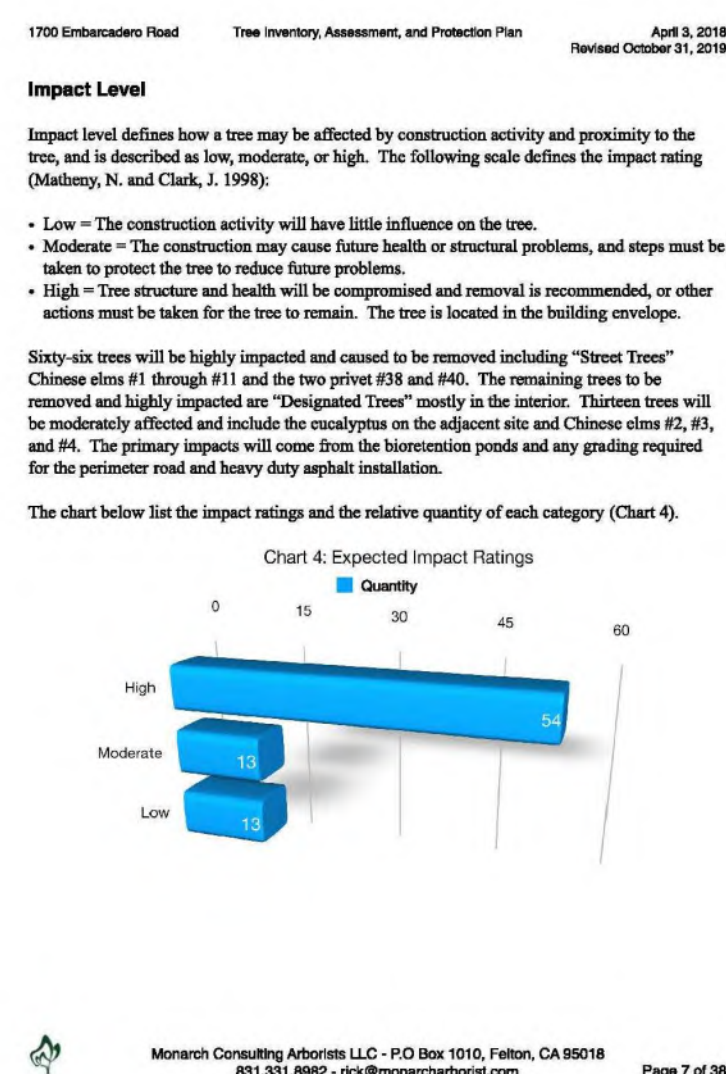 1700 Embarcadero Road Tree Inventory, Assessment, and Protection Plan April 3, 2018
Revised October 31, 2019
Impact Level
Impact level defines how a tree may be affected by construction activity and proximity to the
tree, and is described as low, moderate, or high. The following scale defines the impact rating
(Matheny, N. and Clark, J. 1998):
• Low = The construction activity will have little influence on the tree.
• Moderate = The construction may cause future health or structural problems, and steps must be
taken to protect the tree to reduce future problems.
• High = Tree structure and health will be compromised and removal is recommended, or other
actions must be taken for the tree to remain. The tree is located in the building envelope.
Sixty-six trees will be highly impacted and caused to be removed including “Street Trees”
Chinese elms #1 through #11 and the two privet #38 and #40. The remaining trees to be
removed and highly impacted are “Designated Trees” mostly in the interior. Thirteen trees will
be moderately affected and include the eucalyptus on the adjacent site and Chinese elms #2, #3,
and #4. The primary impacts will come from the bioretention ponds and any grading required
for the perimeter road and heavy duty asphalt installation.
The chart below list the impact ratings and the relative quantity of each category (Chart 4).
Chart 4: Expected Impact Ratings
Quantity
0 15 30 45 60
High 54
Moderate 13
Low 13
Monarch Consulting Arborists LLC - P.O Box 1010, Felton, CA 95018
831.331.8982 - rick@monarcharborist.com Page 7 of 38